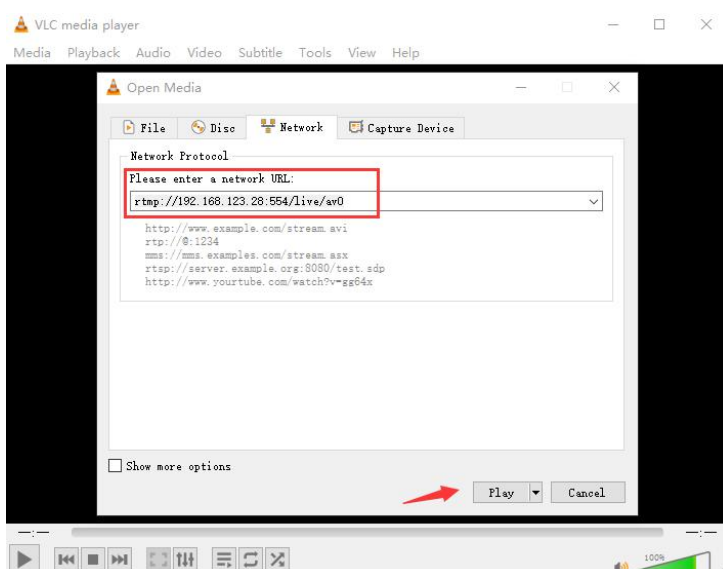 VLC media player
Media Playback Audio Video Subtitle Tools View Help
Open Media
File Disc Network Capture Device
Network Protocol
Please enter a network URL:
rtmp://192.168.123.28:554/live/av0
http://www.example.com/stream.avi
rtp://@:1234
mms://mms.examples.com/stream.asx
rtsp://server.example.org:8080/test.sdp
http://www.yourtube.com/watch?v=gg64x
Show more options
Play Cancel
--:-- --:--
100%